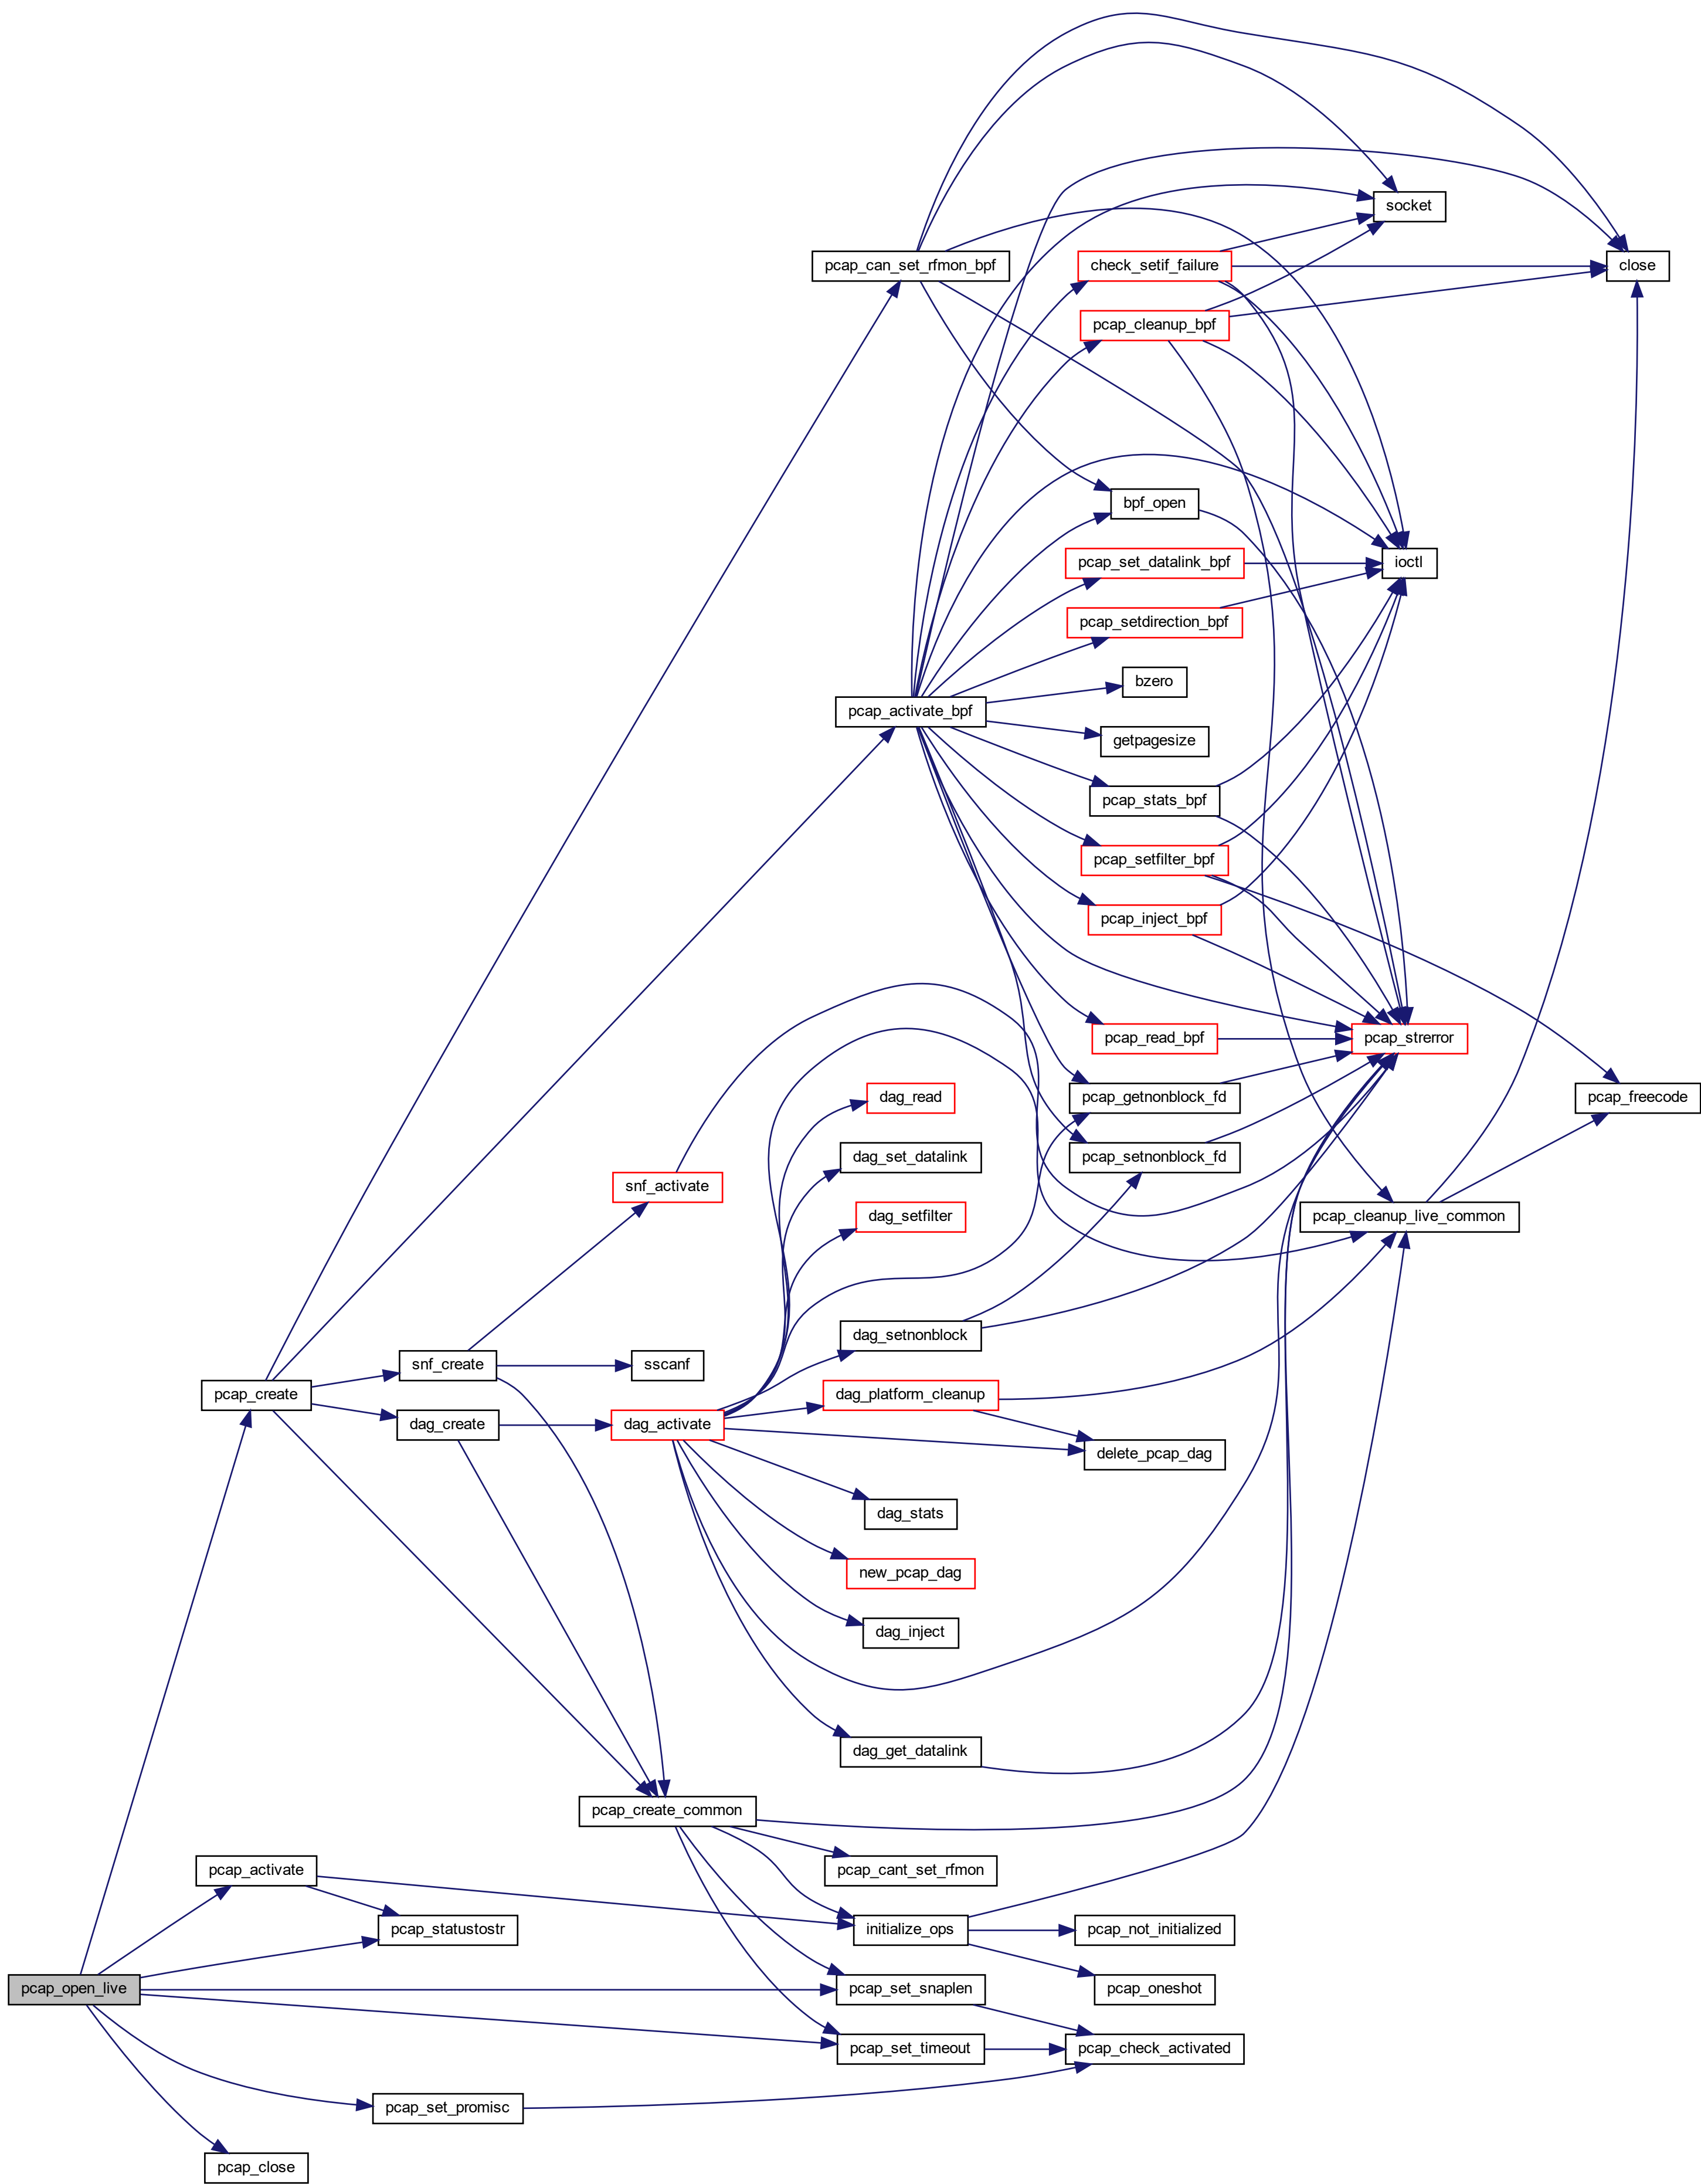 socket
pcap_can_set_rfmon_bpf
check_setif_failure
close
pcap_cleanup_bpf
bpf_open
pcap_set_datalink_bpf
ioctl
pcap_setdirection_bpf
bzero
pcap_activate_bpf
getpagesize
pcap_stats_bpf
pcap_setfilter_bpf
pcap_inject_bpf
pcap_read_bpf
pcap_strerror
dag_read
pcap_getnonblock_fd
pcap_freecode
dag_set_datalink
pcap_setnonblock_fd
snf_activate
dag_setfilter
pcap_cleanup_live_common
dag_setnonblock
snf_create
sscanf
pcap_create
dag_platform_cleanup
dag_create
dag_activate
delete_pcap_dag
dag_stats
new_pcap_dag
dag_inject
dag_get_datalink
pcap_create_common
pcap_activate
pcap_cant_set_rfmon
pcap_statustostr
initialize_ops
pcap_not_initialized
pcap_open_live
pcap_set_snaplen
pcap_oneshot
pcap_set_timeout
pcap_check_activated
pcap_set_promisc
pcap_close